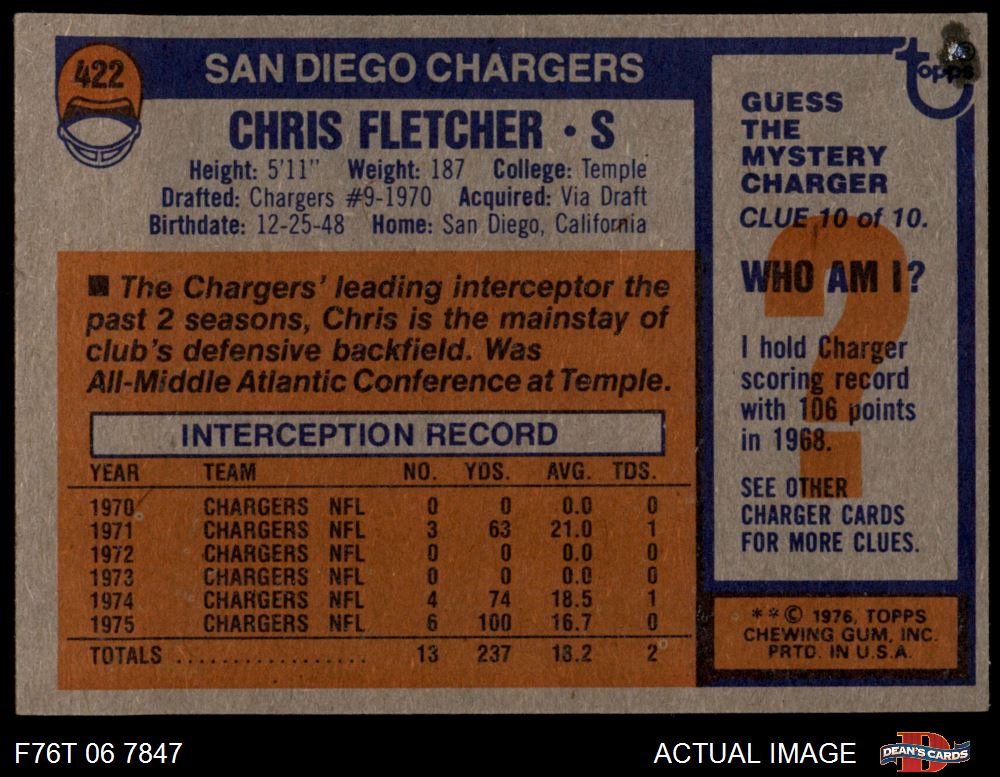 422
SAN DIEGO CHARGERS
CHRIS FLETCHER • S
Height: 5'11" Weight: 187 College: Temple
Drafted: Chargers #9-1970 Acquired: Via Draft
Birthdate: 12-25-48 Home: San Diego, California
■ The Chargers' leading interceptor the
past 2 seasons, Chris is the mainstay of
club's defensive backfield. Was
All-Middle Atlantic Conference at Temple.
INTERCEPTION RECORD
YEAR TEAM NO. YDS. AVG. TDS.
1970 CHARGERS NFL 0 0 0.0 0
1971 CHARGERS NFL 3 63 21.0 1
1972 CHARGERS NFL 0 0 0.0 0
1973 CHARGERS NFL 0 0 0.0 0
1974 CHARGERS NFL 4 74 18.5 1
1975 CHARGERS NFL 6 100 16.7 0
TOTALS .................. 13 237 18.2 2
topps
GUESS
THE
MYSTERY
CHARGER
CLUE 10 of 10.
WHO AM I?
I hold Charger
scoring record
with 106 points
in 1968.
SEE OTHER
CHARGER CARDS
FOR MORE CLUES.
* * © 1976, TOPPS
CHEWING GUM, INC.
PRTD. IN U.S.A.
F76T 06 7847
ACTUAL IMAGE
DEAN'S CARDS